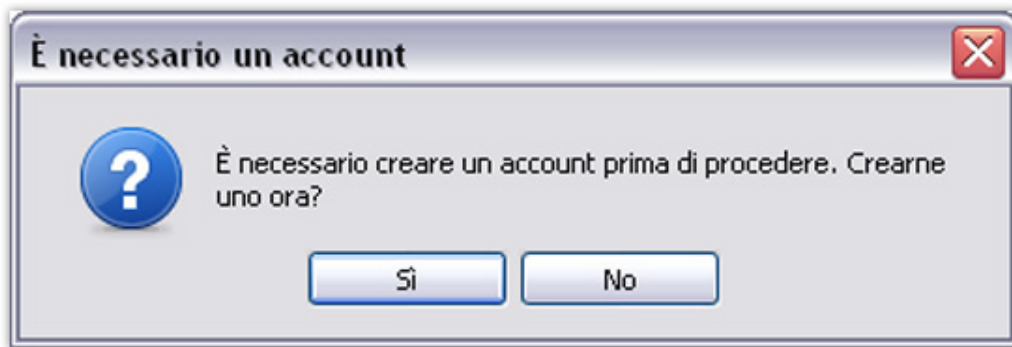 È necessario un account
È necessario creare un account prima di procedere. Crearne
uno ora?
Sì
No